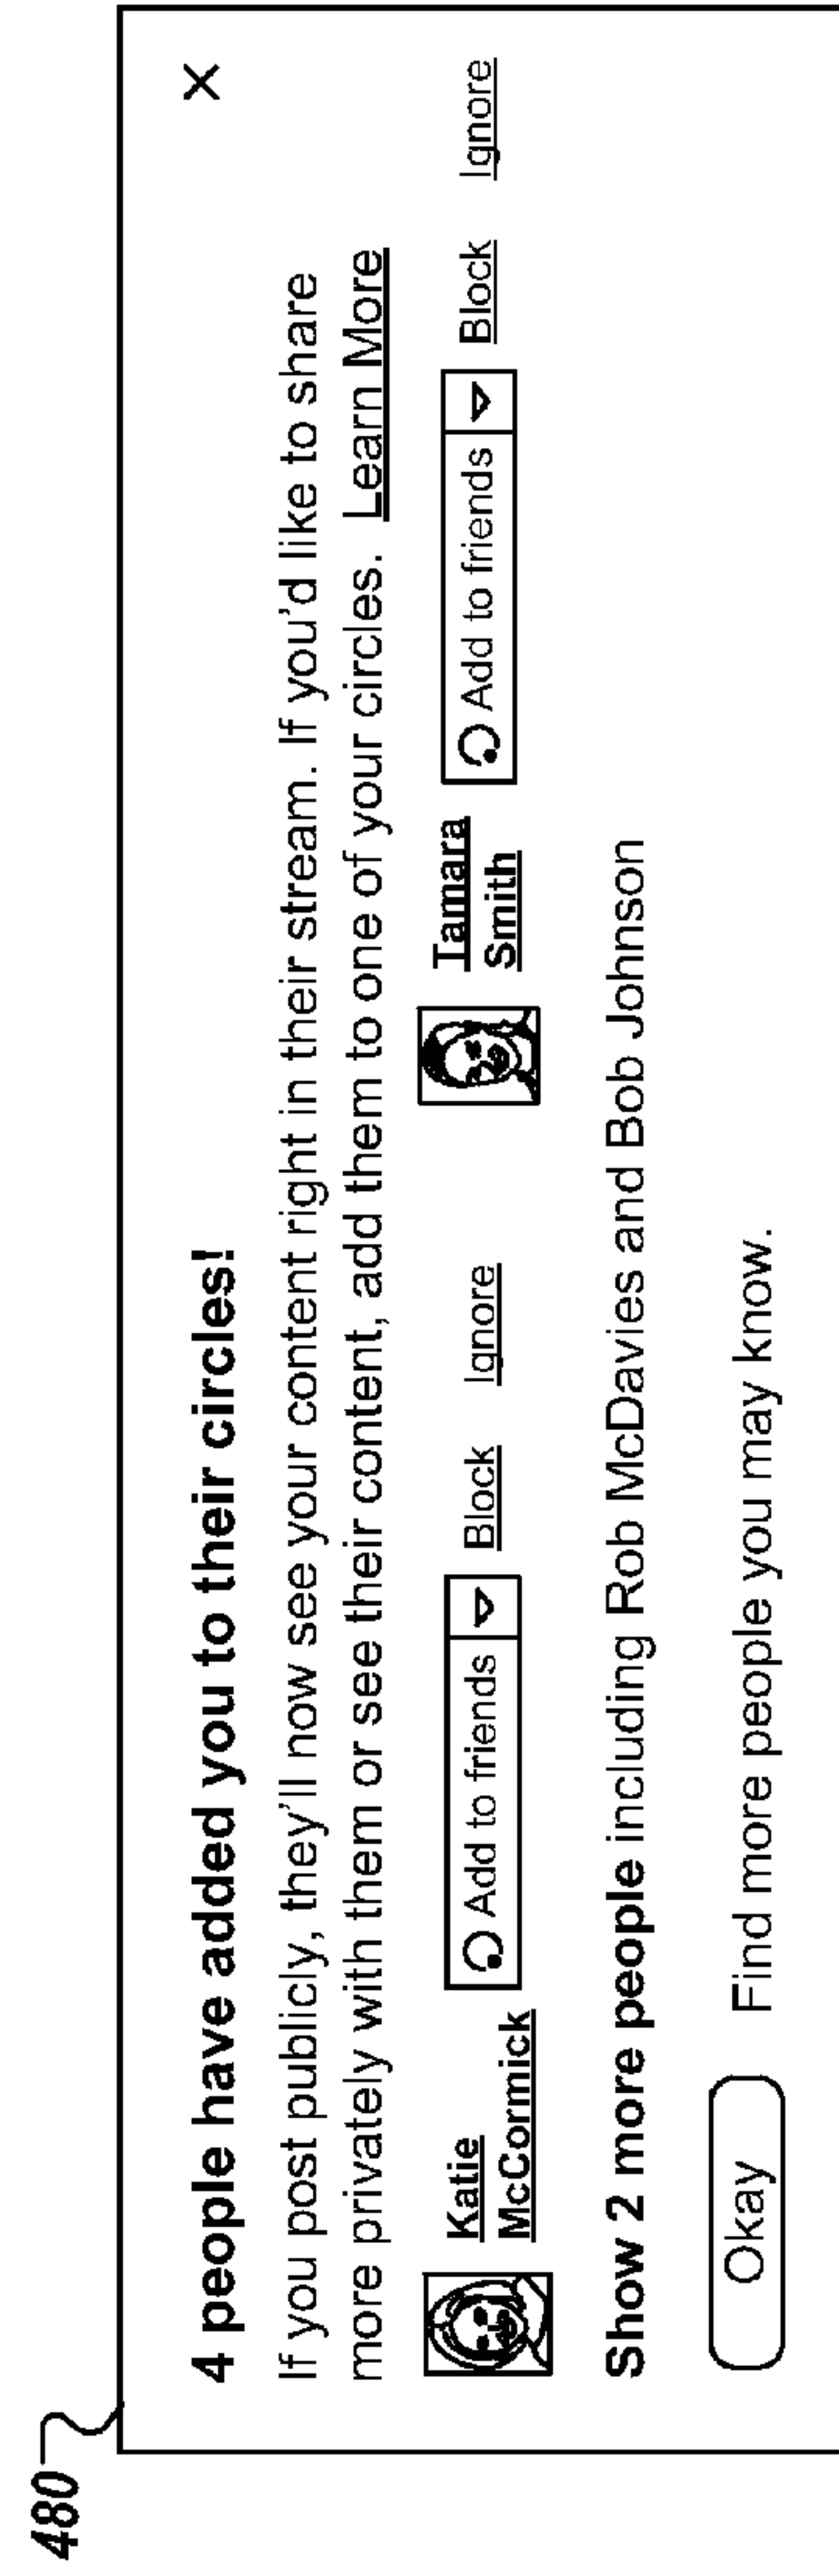 480
4 people have added you to their circles!
X
If you post publicly, they'll now see your content right in their stream. If you'd like to share
more privately with them or see their content, add them to one of your circles. Learn More
Katie
McCormick
Add to friends
Block
Ignore
Tamara
Smith
Add to friends
Block
Ignore
Show 2 more people including Rob McDavies and Bob Johnson
Okay
Find more people you may know.